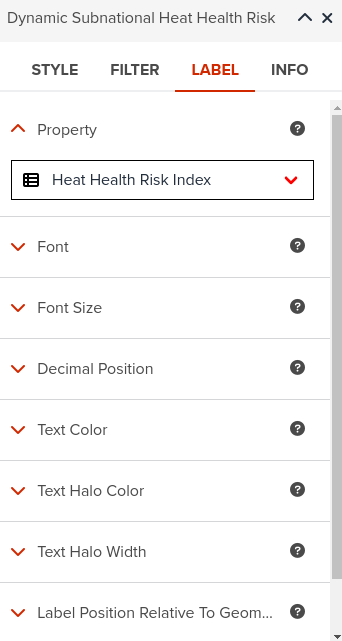 Dynamic Subnational Heat Health Risk
STYLE FILTER LABEL INFO
Property
Heat Health Risk Index
Font
Font Size
Decimal Position
Text Color
Text Halo Color
Text Halo Width
Label Position Relative To Geom...